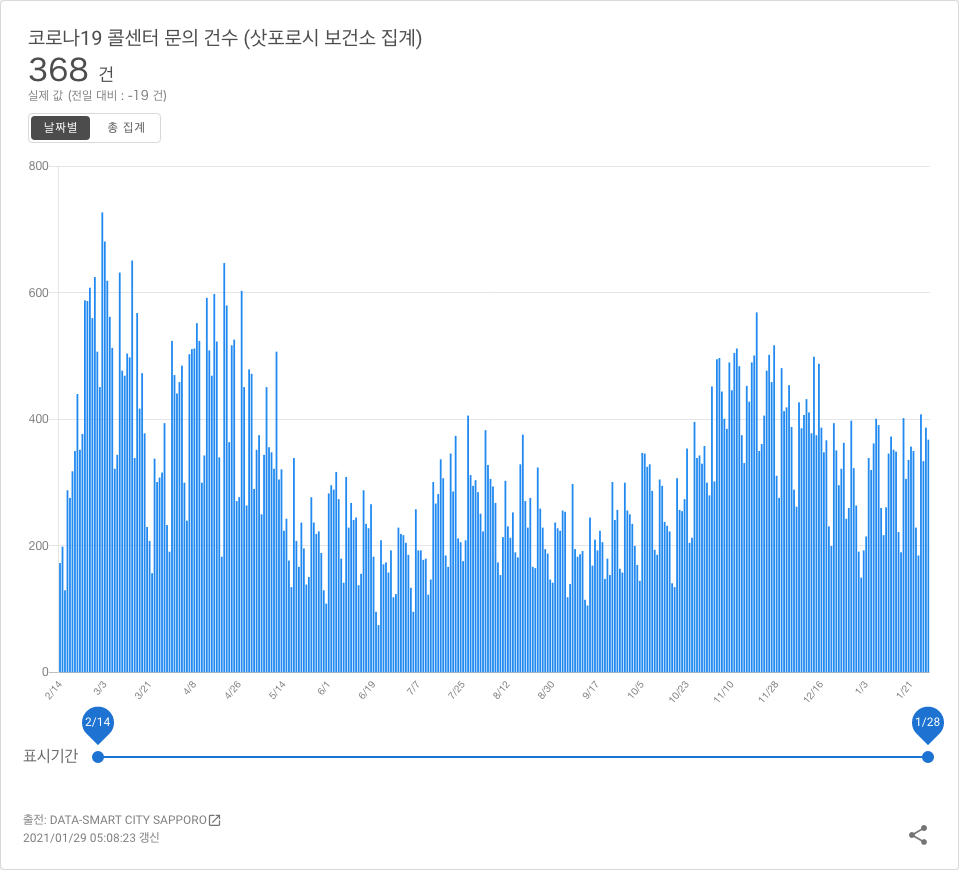 코로나19 콜센터 문의 건수 (삿포로시 보건소 집계)
368 건
실제 값 (전일 대비 : -19 건)
날짜별 총 집계
800
600
400
200
0
2/14 3/3 3/21 4/8 4/26 5/14 6/1 6/19 7/7 7/25 8/12 8/30 9/17 10/5 10/23 11/10 11/28 12/16 1/3 1/21
2/14 1/28
표시기간
출전: DATA-SMART CITY SAPPORO
2021/01/29 05:08:23 갱신